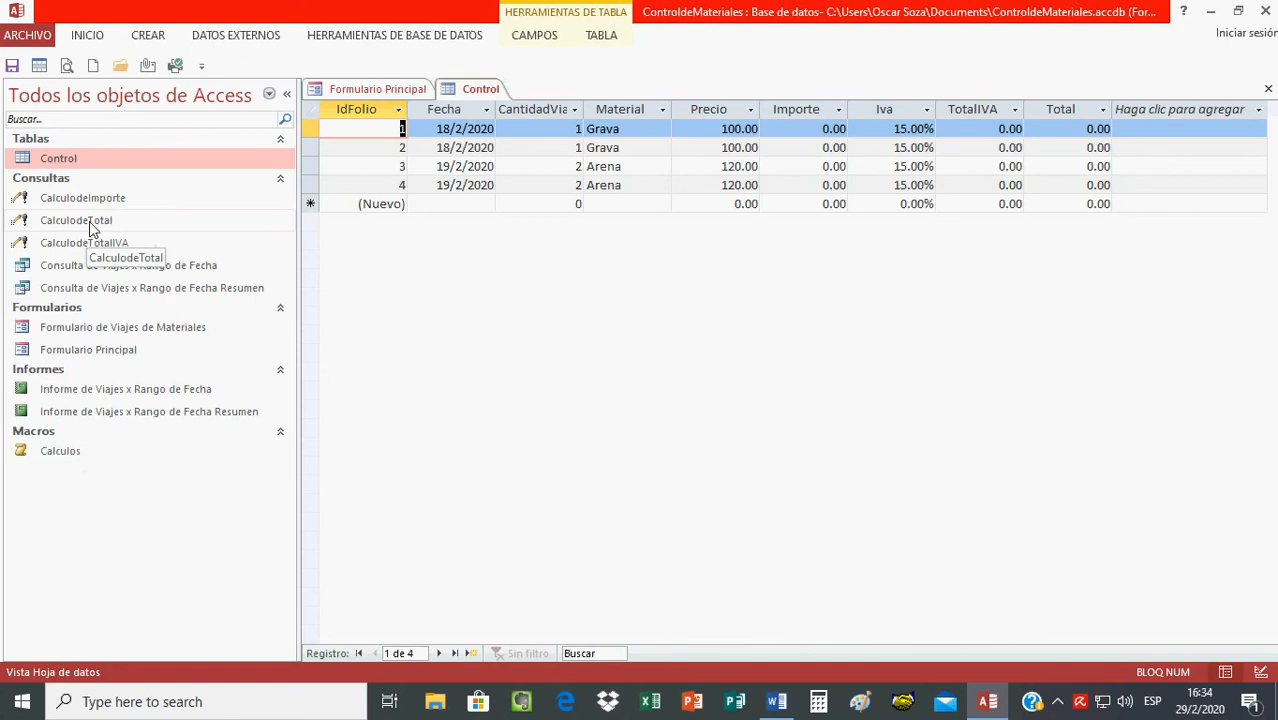 HERRAMIENTAS DE TABLA
ControldeMateriales : Base de datos- C:\Users\Oscar Soza\Documents\ControldeMateriales.accdb (For...
?
ARCHIVO INICIO CREAR DATOS EXTERNOS HERRAMIENTAS DE BASE DE DATOS CAMPOS TABLA Iniciar sesión
Todos los objetos de Access
Buscar...
Tablas
Control
Consultas
CalculodeImporte
CalculodeTotal
CalculodeTotalIVA
CalculodeTotal
Consulta de Viajes x Rango de Fecha
Consulta de Viajes x Rango de Fecha Resumen
Formularios
Formulario de Viajes de Materiales
Formulario Principal
Informes
Informe de Viajes x Rango de Fecha
Informe de Viajes x Rango de Fecha Resumen
Macros
Calculos
Formulario Principal Control
IdFolio Fecha CantidadVia Material Precio Importe Iva TotalIVA Total Haga clic para agregar
1 18/2/2020 1 Grava 100.00 0.00 15.00% 0.00 0.00
2 18/2/2020 1 Grava 100.00 0.00 15.00% 0.00 0.00
3 19/2/2020 2 Arena 120.00 0.00 15.00% 0.00 0.00
4 19/2/2020 2 Arena 120.00 0.00 15.00% 0.00 0.00
* (Nuevo) 0 0.00 0.00 0.00% 0.00 0.00
Registro: 1 de 4 Sin filtro Buscar
Vista Hoja de datos BLOQ NUM
Type here to search
ESP
16:34
29/2/2020
1